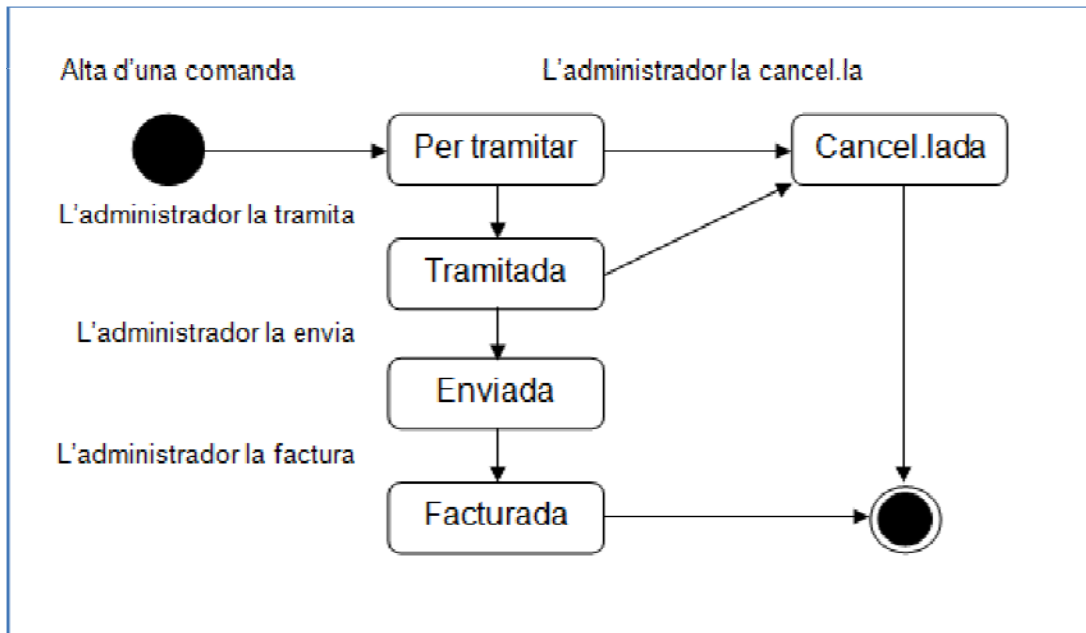 Alta d'una comanda
L'administrador la cancel.la
Per tramitar
Cancel.lada
L'administrador la tramita
Tramitada
L'administrador la envia
Enviada
L'administrador la factura
Facturada